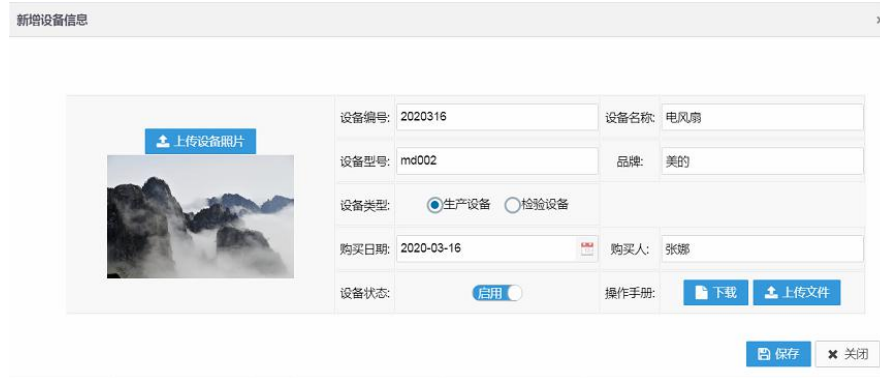 新增设备信息
上传设备照片
设备编号: 2020316 设备名称: 电风扇
设备型号: md002 品牌: 美的
设备类型: 生产设备 检验设备
购买日期: 2020-03-16 购买人: 张娜
设备状态: 启用 操作手册: 下载 上传文件
保存 关闭